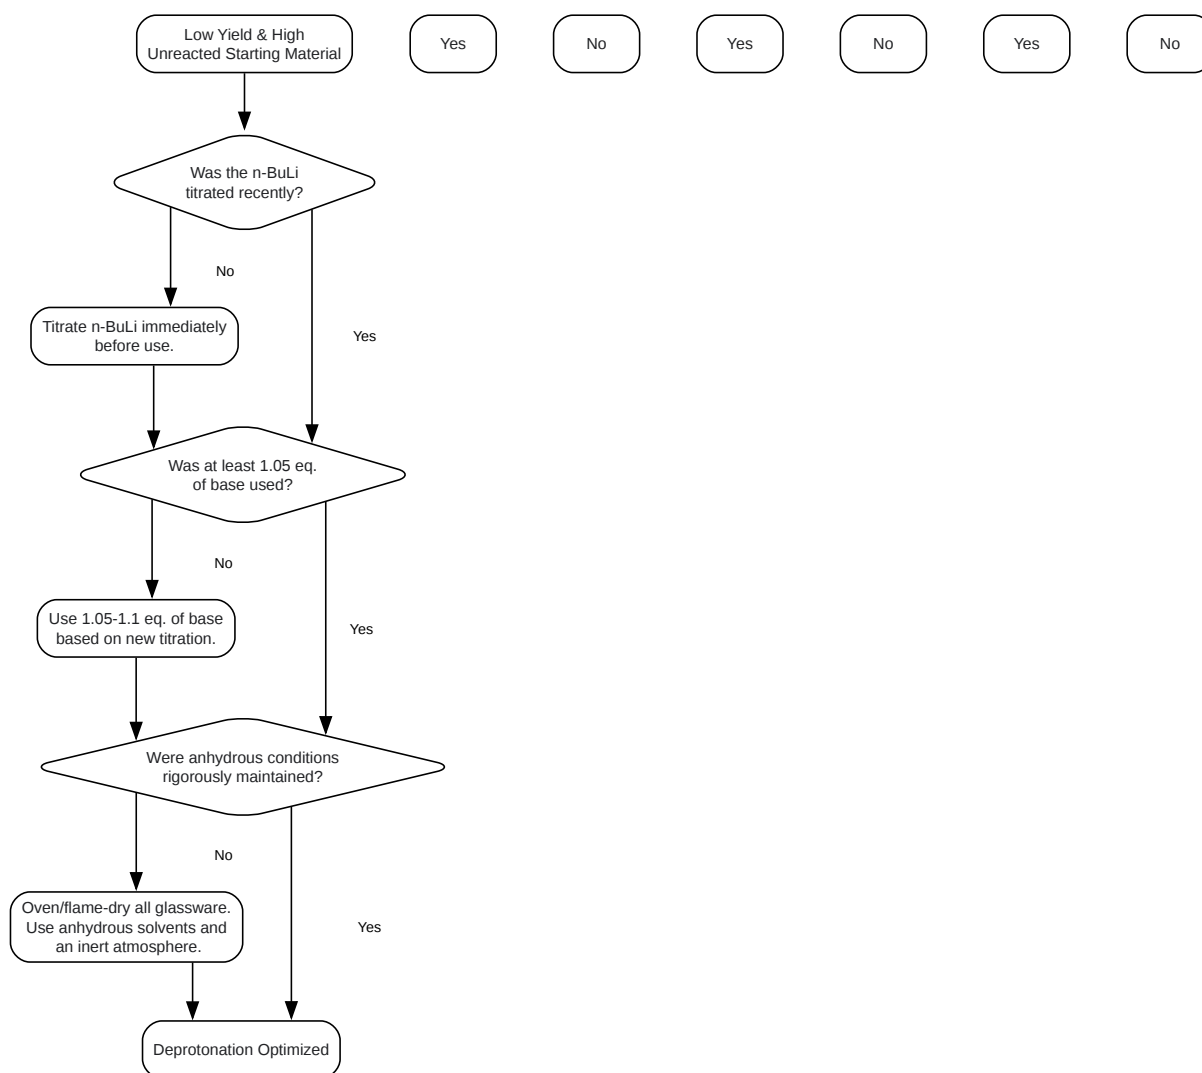 Low Yield & High
Unreacted Starting Material
Yes
No
Yes
No
Yes
No
Was the n-BuLi
titrated recently?
No
Titrate n-BuLi immediately
before use.
Yes
Was at least 1.05 eq.
of base used?
No
Use 1.05-1.1 eq. of base
based on new titration.
Yes
Were anhydrous conditions
rigorously maintained?
No
Oven/flame-dry all glassware.
Use anhydrous solvents and
an inert atmosphere.
Yes
Deprotonation Optimized